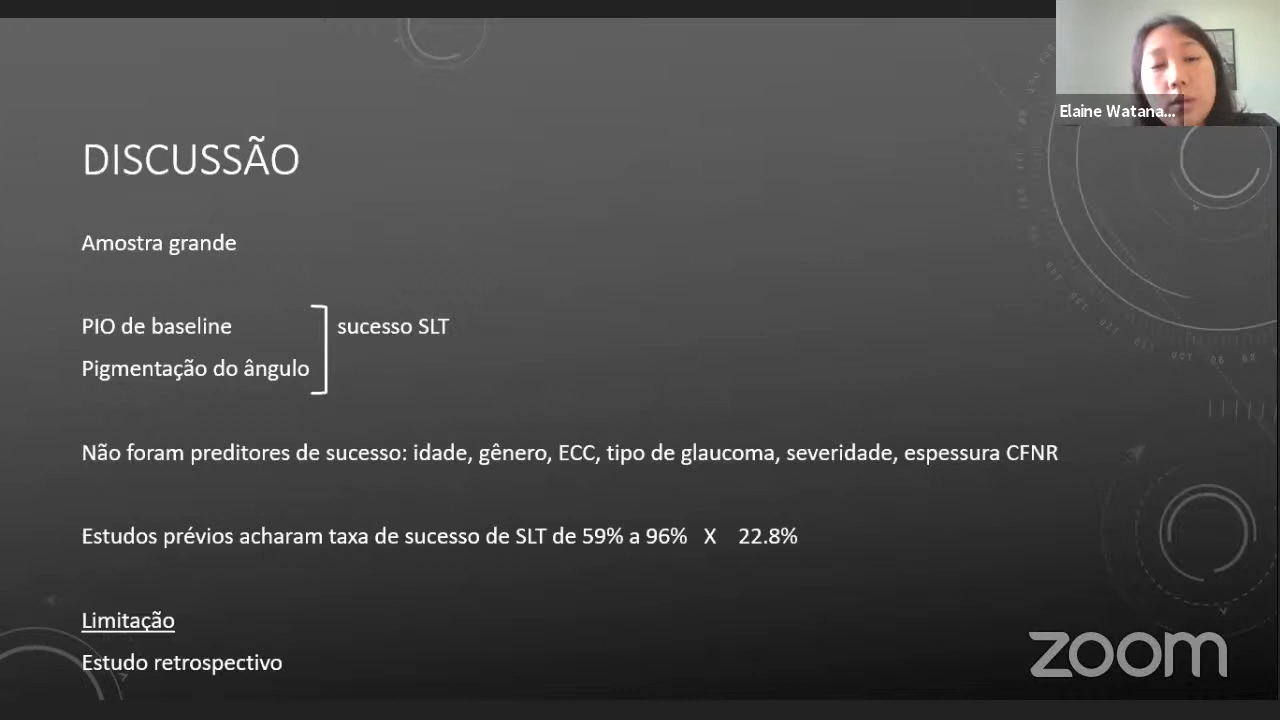 Elaine Watana...
DISCUSSÃO
Amostra grande
PIO de baseline
sucesso SLT
Pigmentação do ângulo
Não foram preditores de sucesso: idade, gênero, ECC, tipo de glaucoma, severidade, espessura CFNR
Estudos prévios acharam taxa de sucesso de SLT de 59% a 96% X 22.8%
Limitação
Estudo retrospectivo
zoom